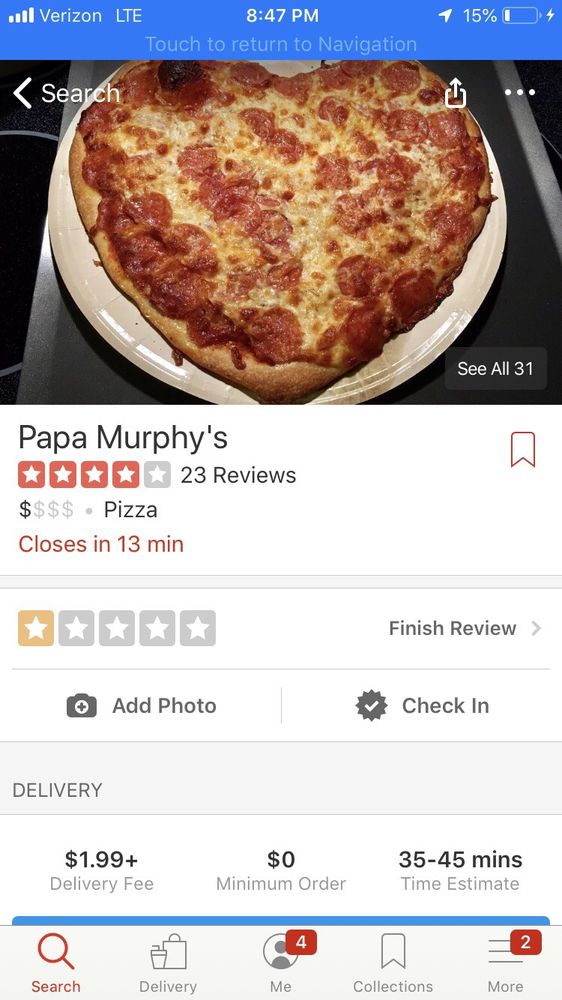 Verizon LTE 8:47 PM 15%
Touch to return to Navigation
Search
See All 31
Papa Murphy's
23 Reviews
$$$$ • Pizza
Closes in 13 min
Finish Review
Add Photo
Check In
DELIVERY
$1.99+ $0 35-45 mins
Delivery Fee Minimum Order Time Estimate
4 2
Search Delivery Me Collections More